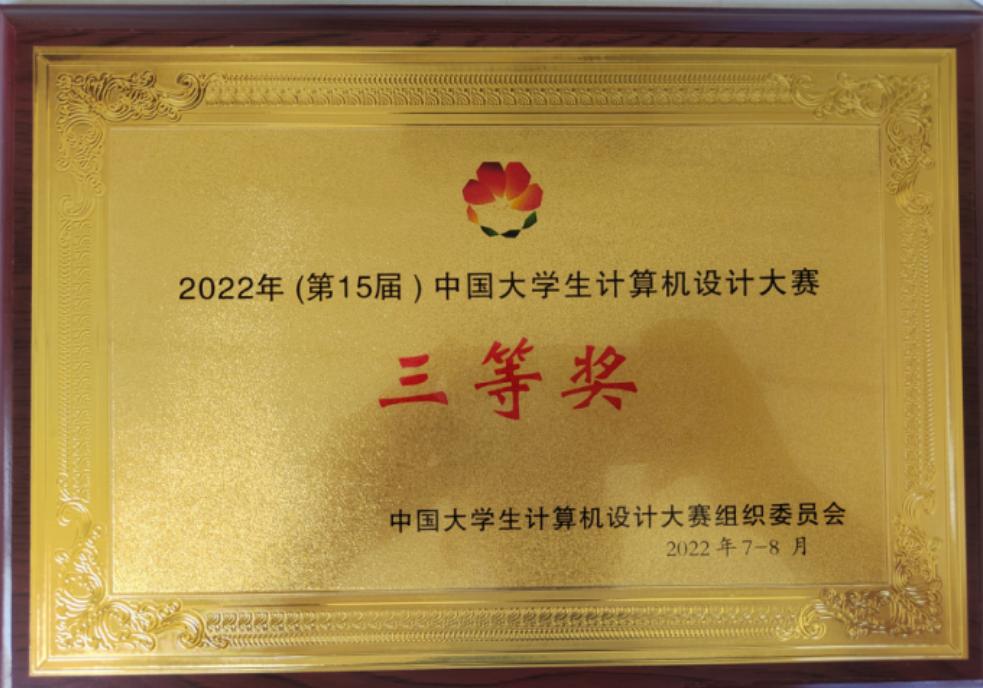 2022年(第15届)中国大学生计算机设计大赛
三等奖
中国大学生计算机设计大赛组织委员会
2022年7-8 月